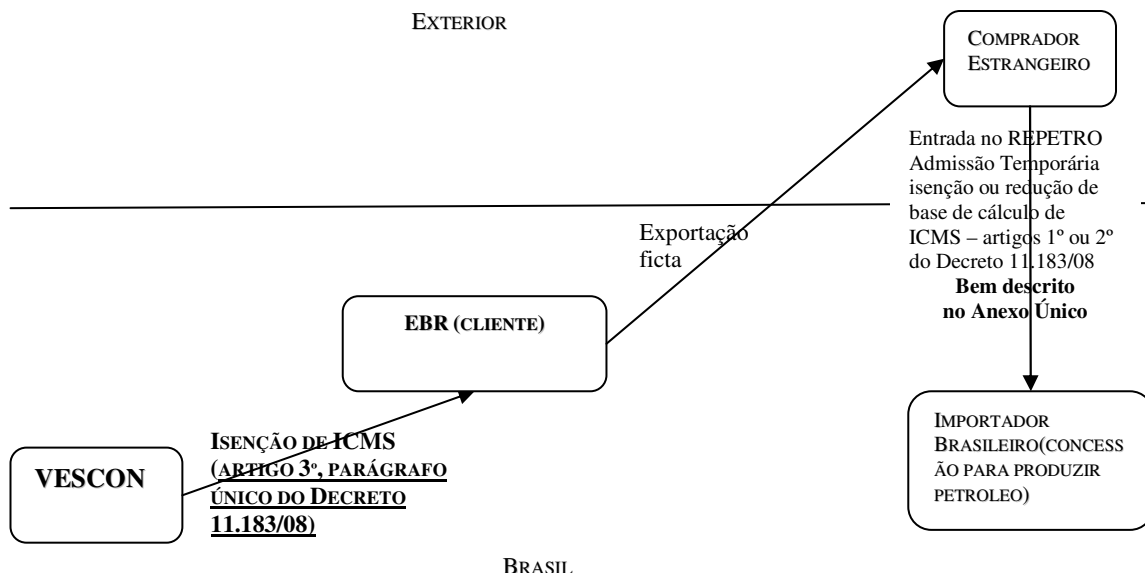 EXTERIOR
COMPRADOR
ESTRANGEIRO
Entrada no REPETRO
Admissão Temporária
isenção ou redução de
base de cálculo de
ICMS – artigos 1º ou 2º
do Decreto 11.183/08
Bem descrito
no Anexo Único
Exportação
ficta
EBR (CLIENTE)
IMPORTADOR
BRASILEIRO(CONCESS
ÃO PARA PRODUZIR
PETROLEO)
VESCON
ISENÇÃO DE ICMS
(ARTIGO 3º, PARÁGRAFO
ÚNICO DO DECRETO
11.183/08)
BRASIL